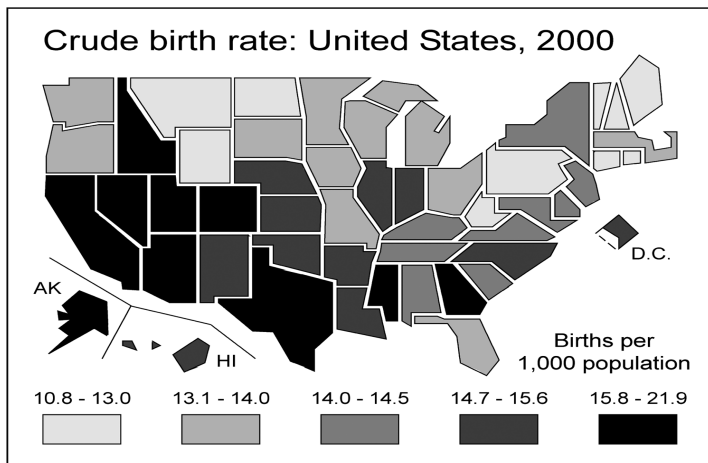 Crude birth rate: United States, 2000
D.C.
AK
HI
Births per
1,000 population
10.8 - 13.0 13.1 - 14.0 14.0 - 14.5 14.7 - 15.6 15.8 - 21.9